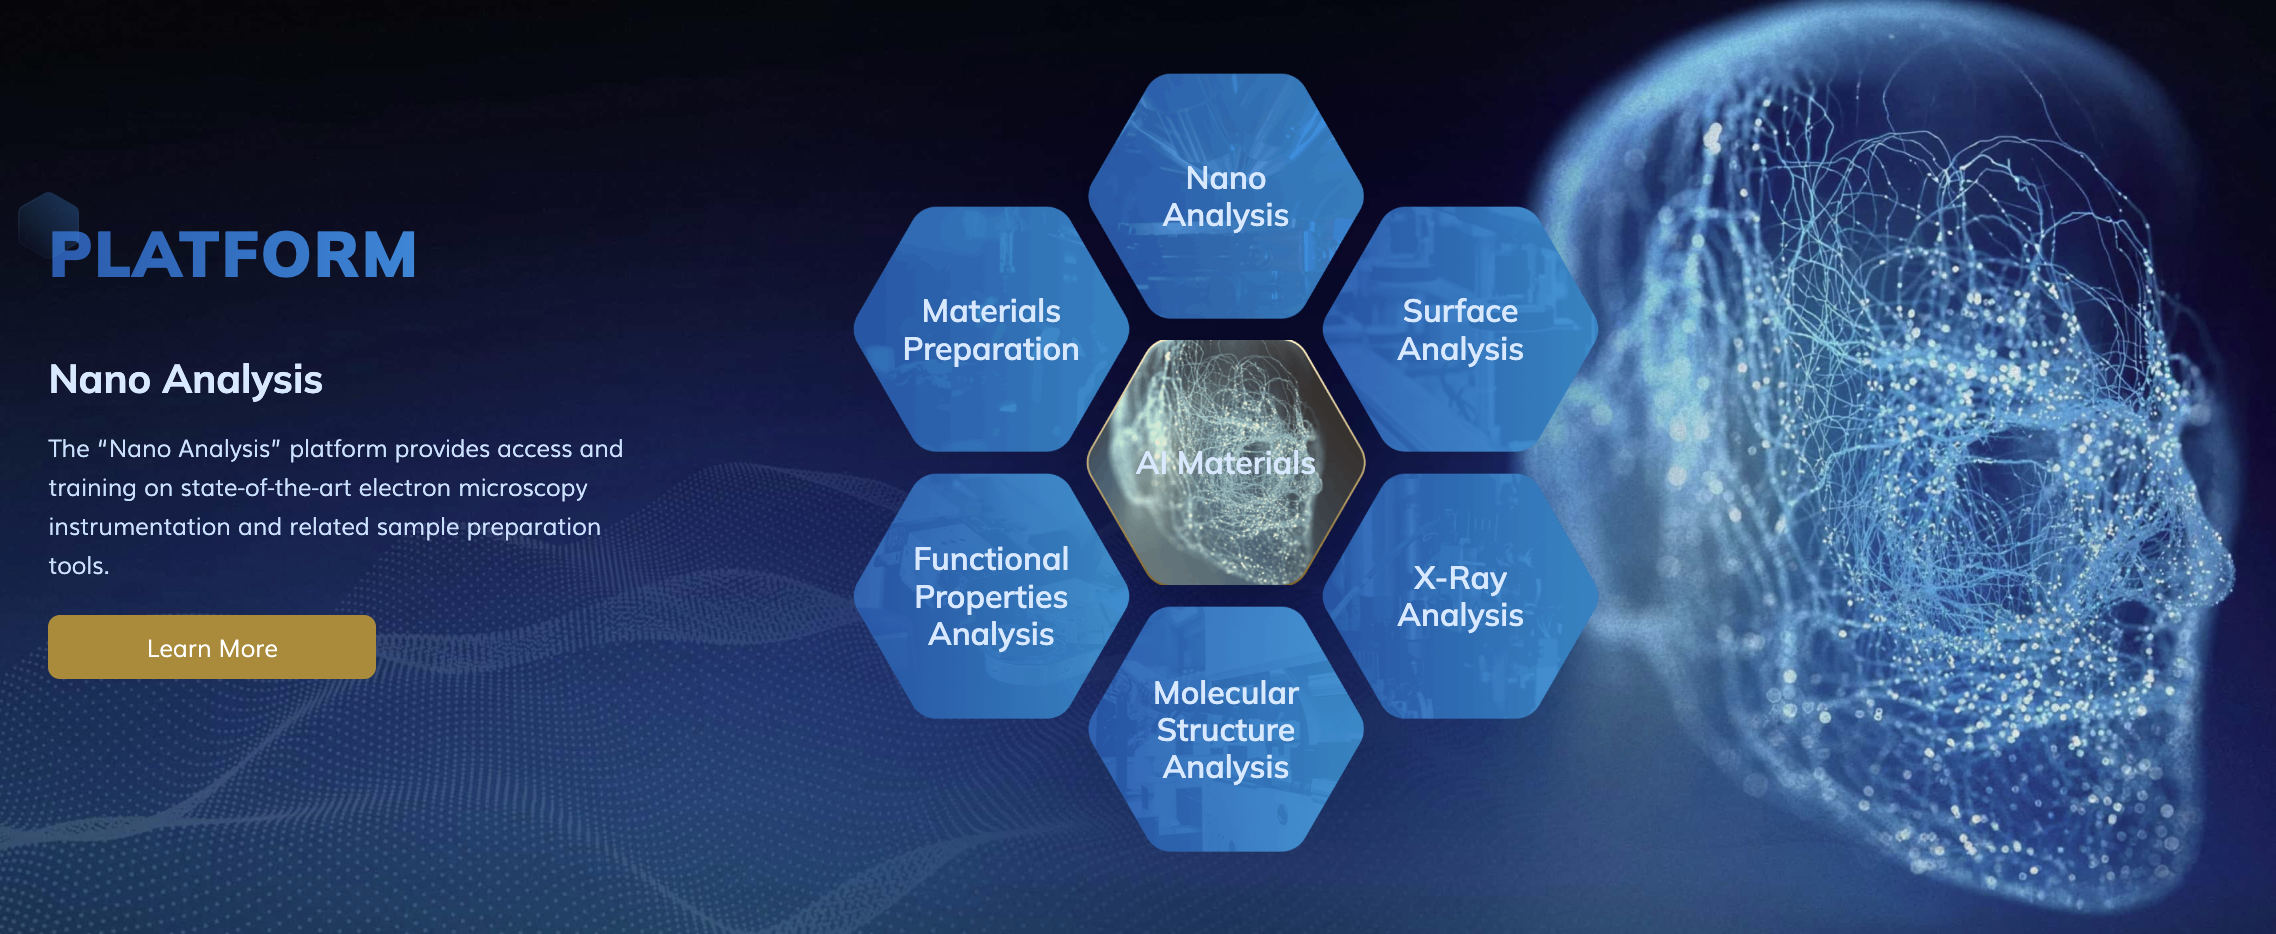 PLATFORM
Nano Analysis
The “Nano Analysis” platform provides access and
training on state-of-the-art electron microscopy
instrumentation and related sample preparation
tools.
Learn More
Nano
Analysis
Materials
Preparation
Surface
Analysis
AI Materials
Functional
Properties
Analysis
X-Ray
Analysis
Molecular
Structure
Analysis